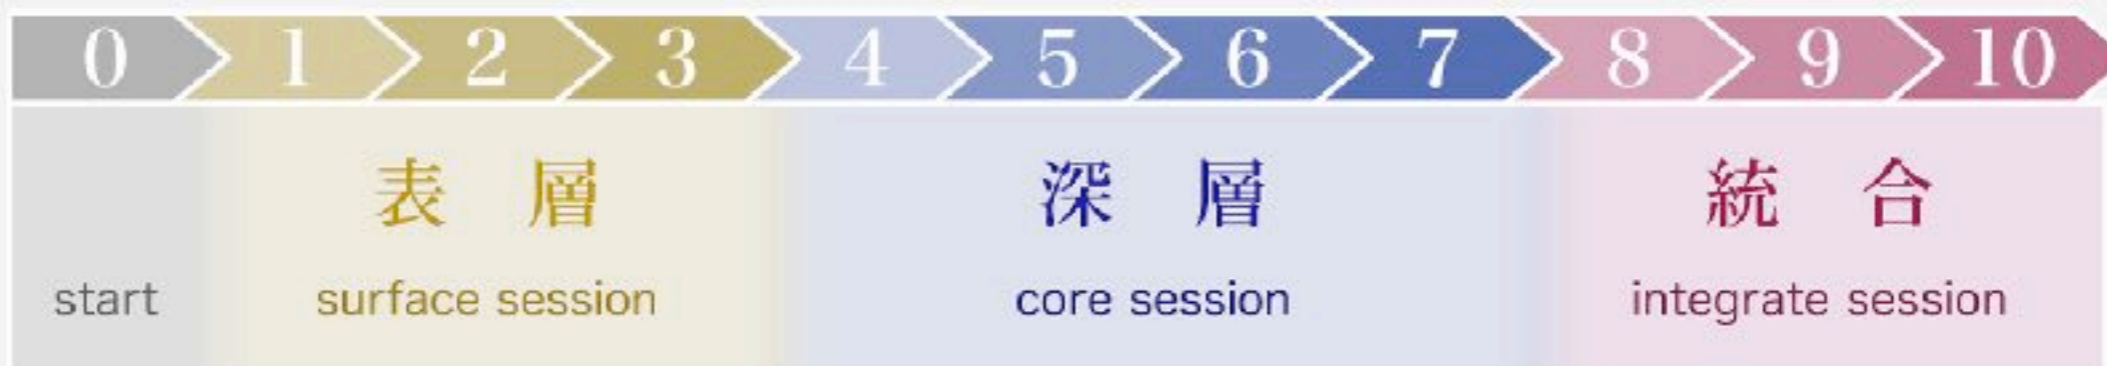 0 1 2 3 4 5 6 7 8 9 10
表 層 深 層 統 合
start surface session core session integrate session